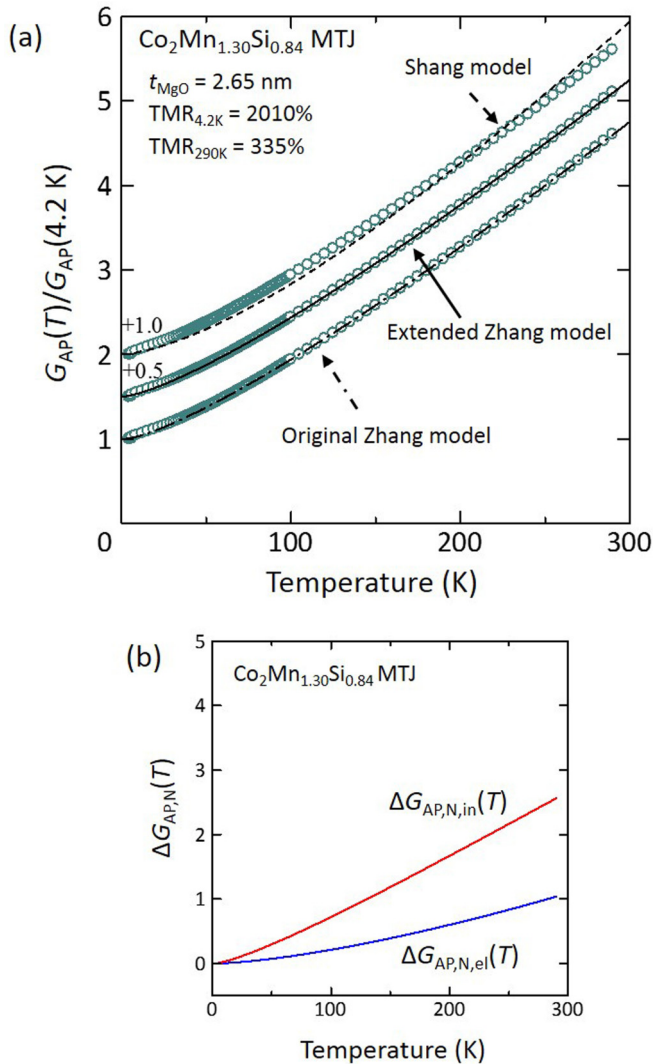 (a)
Co2Mn1.30Si0.84 MTJ
tMgO = 2.65 nm
TMR4.2K = 2010%
TMR290K = 335%
Shang model
Extended Zhang model
Original Zhang model
+1.0
+0.5
GAP(T)/GAP(4.2 K)
6
5
4
3
2
1
0
100
200
300
Temperature (K)
(b)
Co2Mn1.30Si0.84 MTJ
ΔGAP,N,in(T)
ΔGAP,N,el(T)
ΔGAP,N(T)
5
4
3
2
1
0
0
100
200
300
Temperature (K)